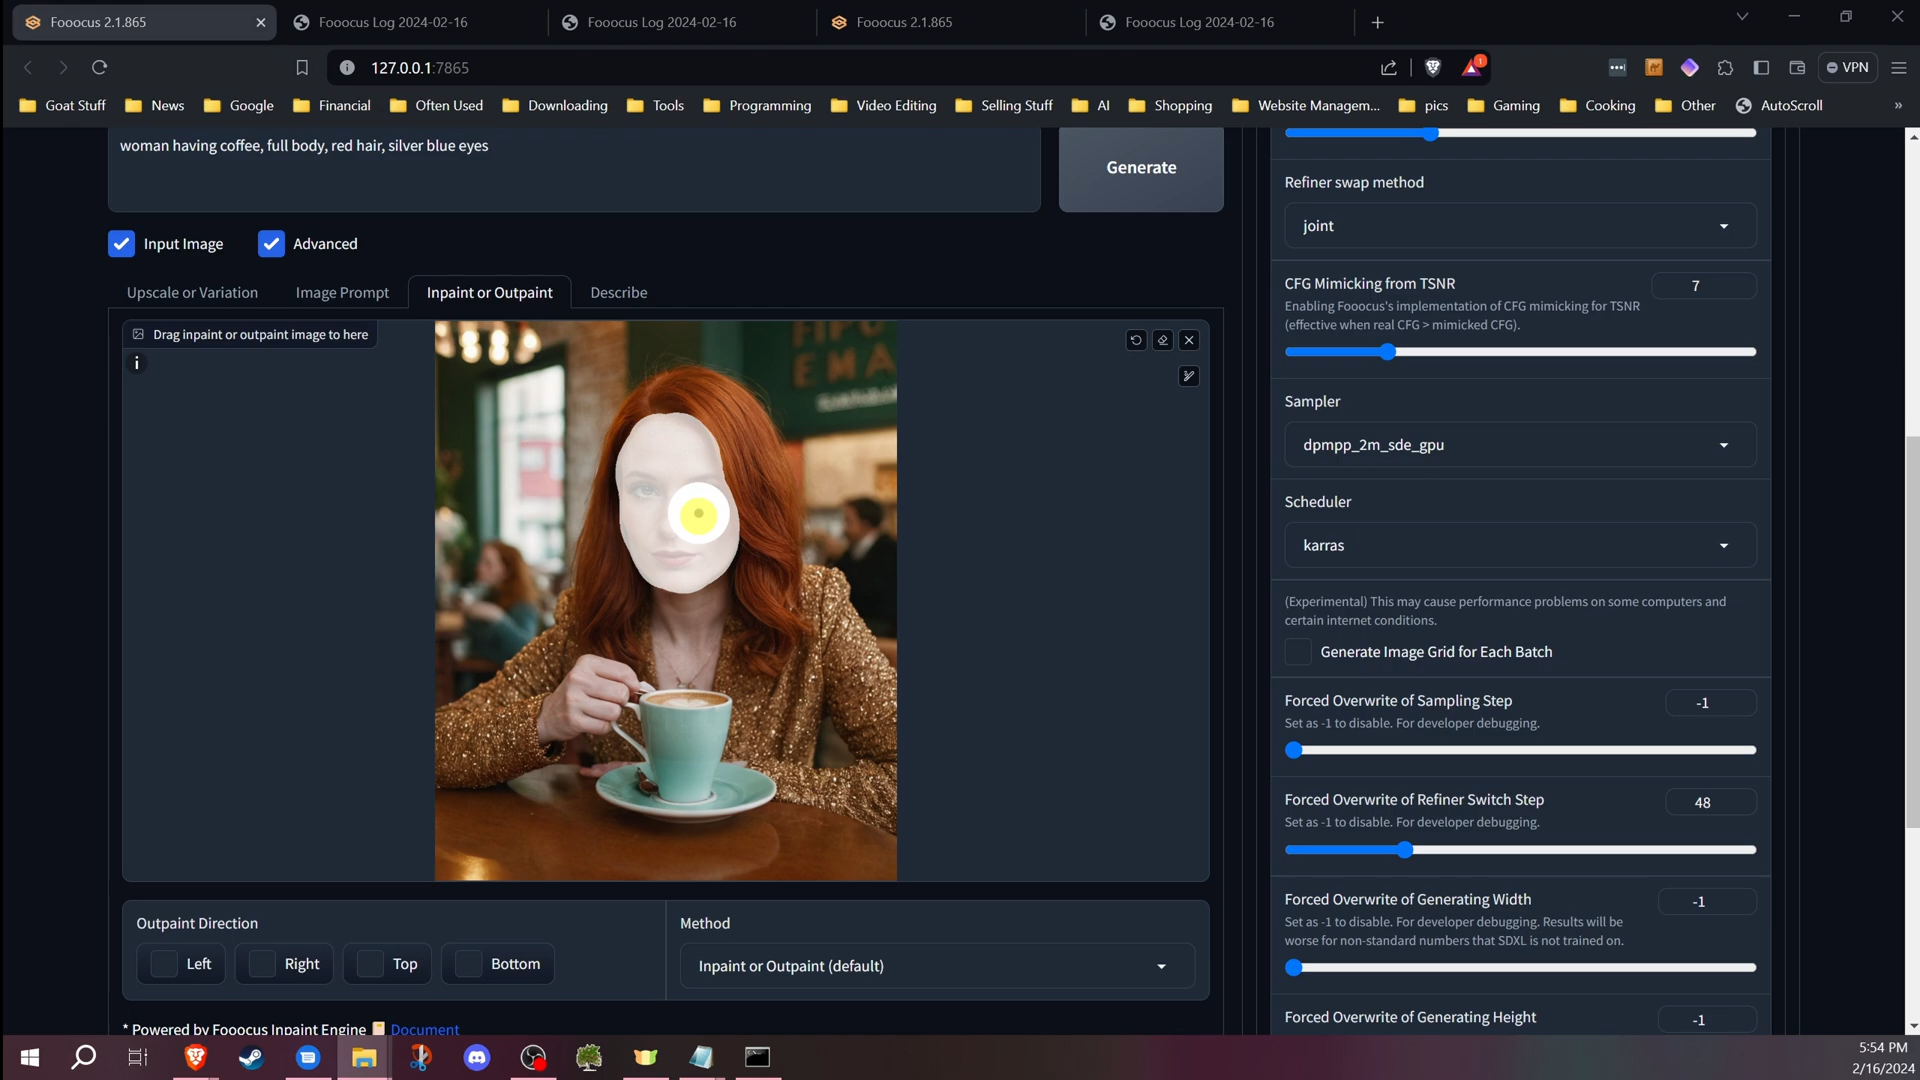 Fooocus 2.1.865
Fooocus Log 2024-02-16
Fooocus Log 2024-02-16
Fooocus 2.1.865
Fooocus Log 2024-02-16
127.0.0.1:7865
1
VPN
Goat Stuff
News
Google
Financial
Often Used
Downloading
Tools
Programming
Video Editing
Selling Stuff
AI
Shopping
Website Managem...
pics
Gaming
Cooking
Other
AutoScroll
»
woman having coffee, full body, red hair, silver blue eyes
Generate
Input Image
Advanced
Upscale or Variation
Image Prompt
Inpaint or Outpaint
Describe
Drag inpaint or outpaint image to here
i
EMA
Outpaint Direction
Left
Right
Top
Bottom
Method
Inpaint or Outpaint (default)
* Powered by Fooocus Inpaint Engine Document
Refiner swap method
joint
CFG Mimicking from TSNR
7
Enabling Fooocus's implementation of CFG mimicking for TSNR
(effective when real CFG > mimicked CFG).
Sampler
dpmpp_2m_sde_gpu
Scheduler
karras
(Experimental) This may cause performance problems on some computers and
certain internet conditions.
Generate Image Grid for Each Batch
Forced Overwrite of Sampling Step
-1
Set as -1 to disable. For developer debugging.
Forced Overwrite of Refiner Switch Step
48
Set as -1 to disable. For developer debugging.
Forced Overwrite of Generating Width
-1
Set as -1 to disable. For developer debugging. Results will be
worse for non-standard numbers that SDXL is not trained on.
Forced Overwrite of Generating Height
-1
5:54 PM
2/16/2024